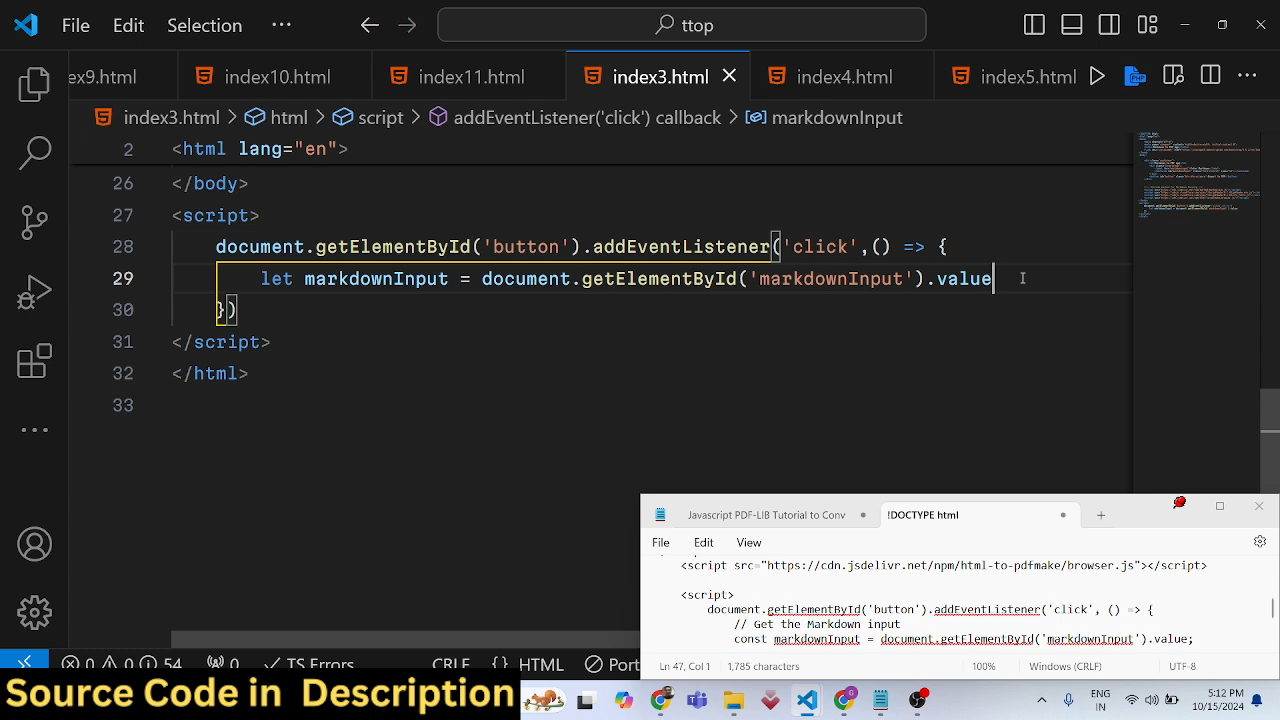 File Edit Selection ··· ttop
ex9.html index10.html index11.html index3.html index4.html index5.html
index3.html > html > script > addEventListener('click') callback > markdownInput
2 <html lang="en">
26 </body>
27 <script>
28 document.getElementById('button').addEventListener('click',() => {
29 let markdownInput = document.getElementById('markdownInput').value
30 })
31 </script>
32 </html>
33
Javascript PDF-LIB Tutorial to Conv !DOCTYPE html
File Edit View
<script src="https://cdn.jsdelivr.net/npm/html-to-pdfmake/browser.js"></script>
<script>
document.getElementById('button').addEventListener('click', () => {
// Get the Markdown input
const markdownInput = document.getElementById('markdownInput').value;
Ln 47, Col 1 1,785 characters 100% Windows (CRLF) UTF-8
0 0 54 0 TS Errors CRLF {} HTML Port
Source Code in Description
ENG
IN
5:12 PM
10/15/2024